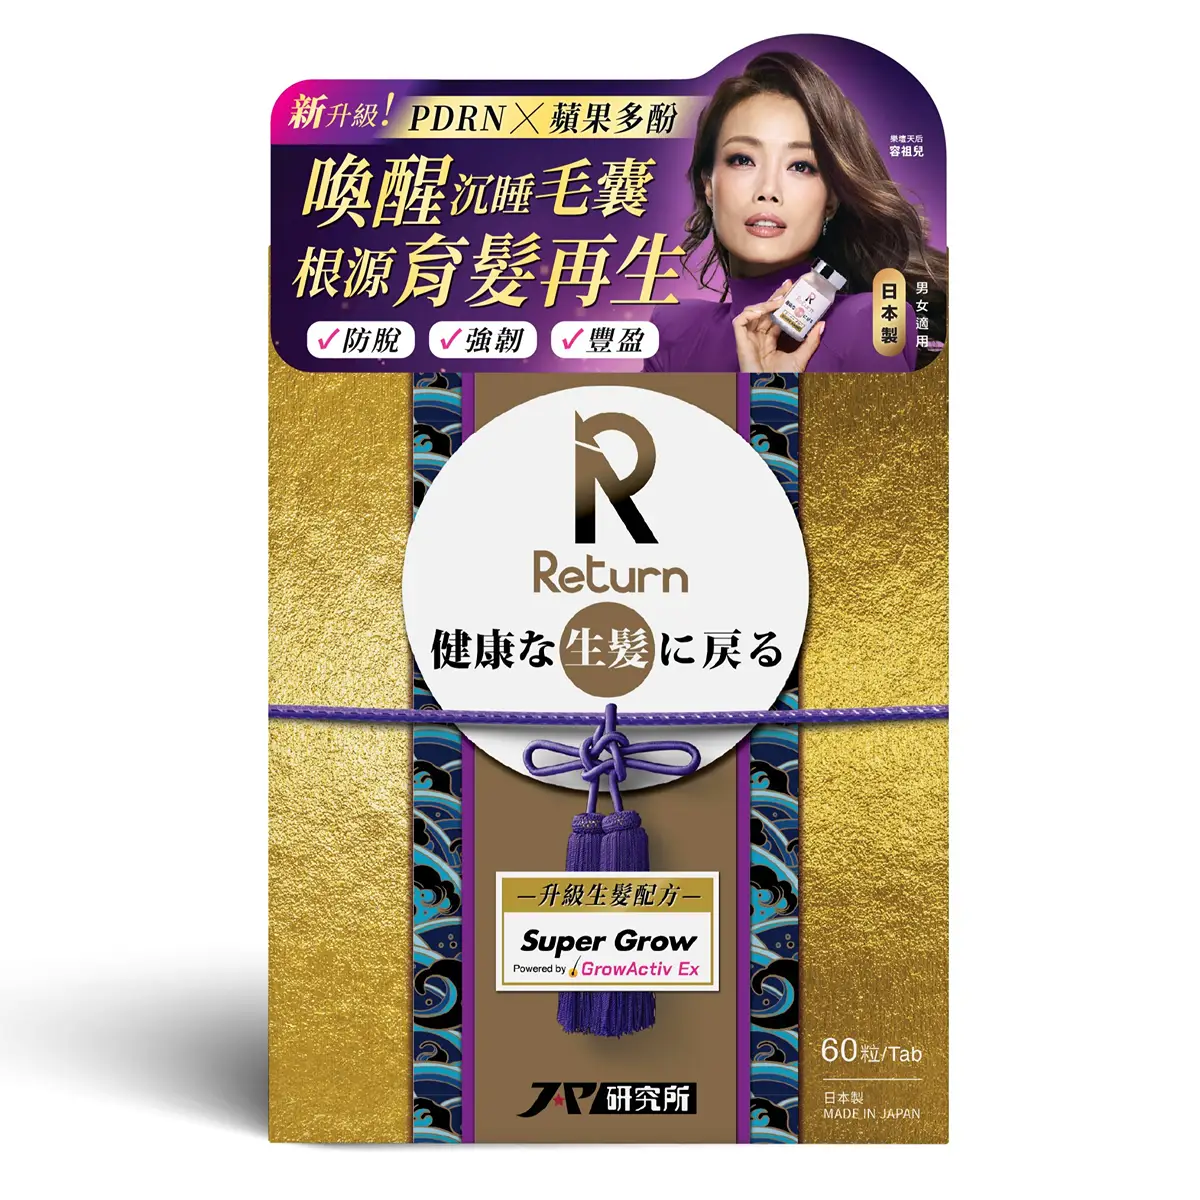 新升級!
PDRN×蘋果多酚
喚醒沉睡毛囊
根源育髮再生
✓防脫 ✓強韌 ✓豐盈
樂壇天后
容祖兒
日本製
男女適用
R
Return
健康な生髪に戻る
—升級生髮配方—
Super Grow
Powered by GrowActiv Ex
研究所
60粒/Tab
日本製
MADE IN JAPAN